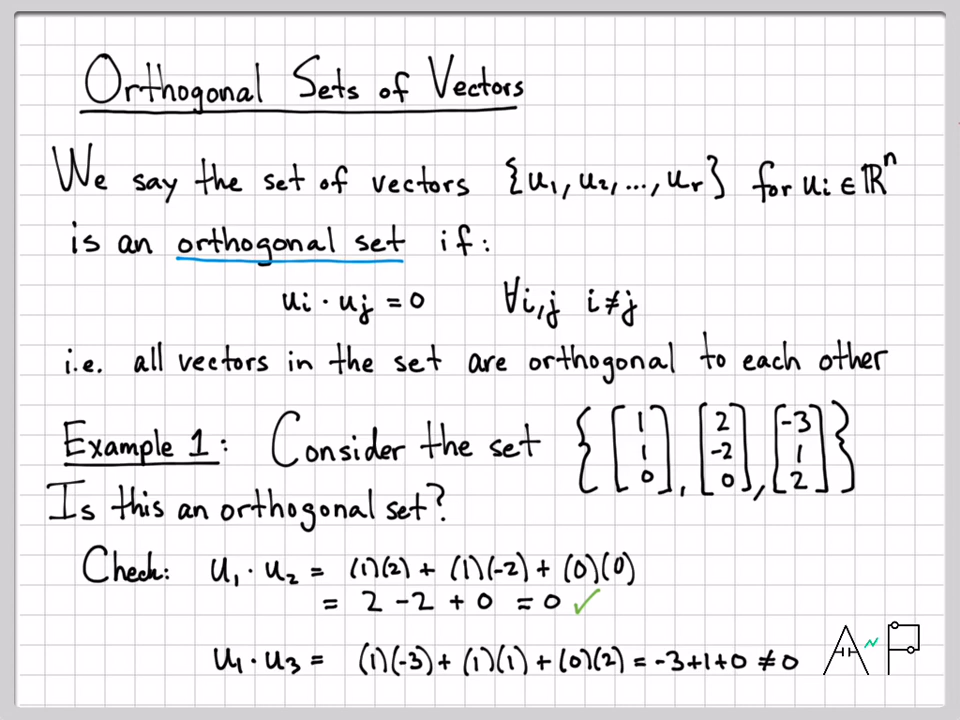 Orthogonal Sets of Vectors
We say the set of vectors {u₁, u₂, ..., uᵣ} for uᵢ ∈ ℝⁿ
is an orthogonal set if:
uᵢ · uⱼ = 0 ∀i,j i≠j
i.e. all vectors in the set are orthogonal to each other
Example 1: Consider the set { [1 1 0], [2 -2 0], [-3 1 2] }
Is this an orthogonal set?
Check: u₁ · u₂ = (1)(2) + (1)(-2) + (0)(0)
= 2 - 2 + 0 = 0 ✓
u₁ · u₃ = (1)(-3) + (1)(1) + (0)(2) = -3+1+0 ≠ 0
A P